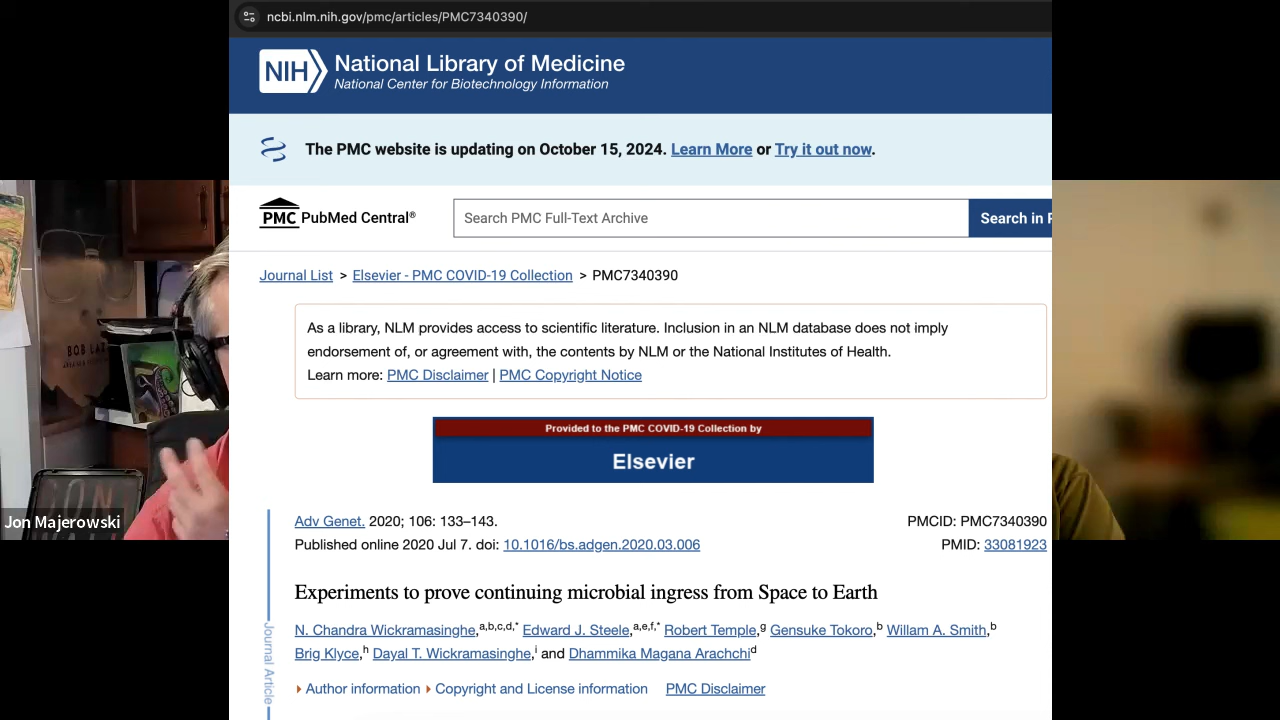 ncbi.nlm.nih.gov/pmc/articles/PMC7340390/
NIH National Library of Medicine
National Center for Biotechnology Information
The PMC website is updating on October 15, 2024. Learn More or Try it out now.
PMC PubMed Central®
Search PMC Full-Text Archive
Search in
Journal List > Elsevier - PMC COVID-19 Collection > PMC7340390
As a library, NLM provides access to scientific literature. Inclusion in an NLM database does not imply
endorsement of, or agreement with, the contents by NLM or the National Institutes of Health.
Learn more: PMC Disclaimer | PMC Copyright Notice
Provided to the PMC COVID-19 Collection by
Elsevier
BOB
Jon Majerowski
Adv Genet. 2020; 106: 133–143.
PMCID: PMC7340390
Published online 2020 Jul 7. doi: 10.1016/bs.adgen.2020.03.006
PMID: 33081923
Experiments to prove continuing microbial ingress from Space to Earth
N. Chandra Wickramasinghe,a,b,c,d,* Edward J. Steele,a,e,f,* Robert Temple,g Gensuke Tokoro,b Willam A. Smith,b
Brig Klyce,h Dayal T. Wickramasinghe,i and Dhammika Magana Arachchid
Author information Copyright and License information PMC Disclaimer
Journal Article